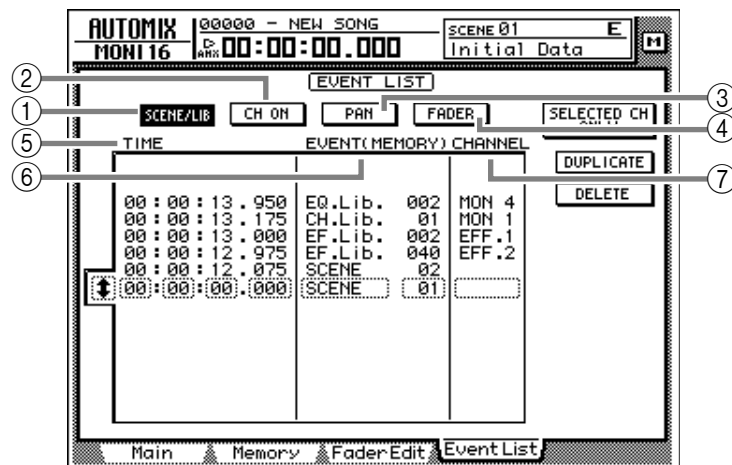 AUTOMIX 00000 - NEW SONG SCENE 01 E
MONI 16 AMX 00:00:00.000 Initial Data M
② EVENT LIST
① SCENE/LIB CH ON PAN FADER SELECTED CH ③
④
⑤ TIME EVENT(MEMORY) CHANNEL
⑥ DUPLICATE ⑦
00:00:13.950 EQ.Lib. 002 MON 4 DELETE
00:00:13.175 CH.Lib. 01 MON 1
00:00:13.000 EF.Lib. 002 EFF.1
00:00:12.975 EF.Lib. 040 EFF.2
00:00:12.075 SCENE 02
00:00:00.000 SCENE 01
Main Memory Fader Edit Event List